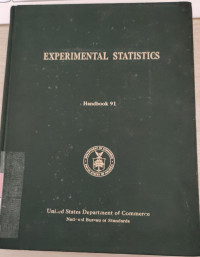 EXPERIMENTAL STATISTICS
Handbook 91
United States Department of Commerce
National Bureau of Standards